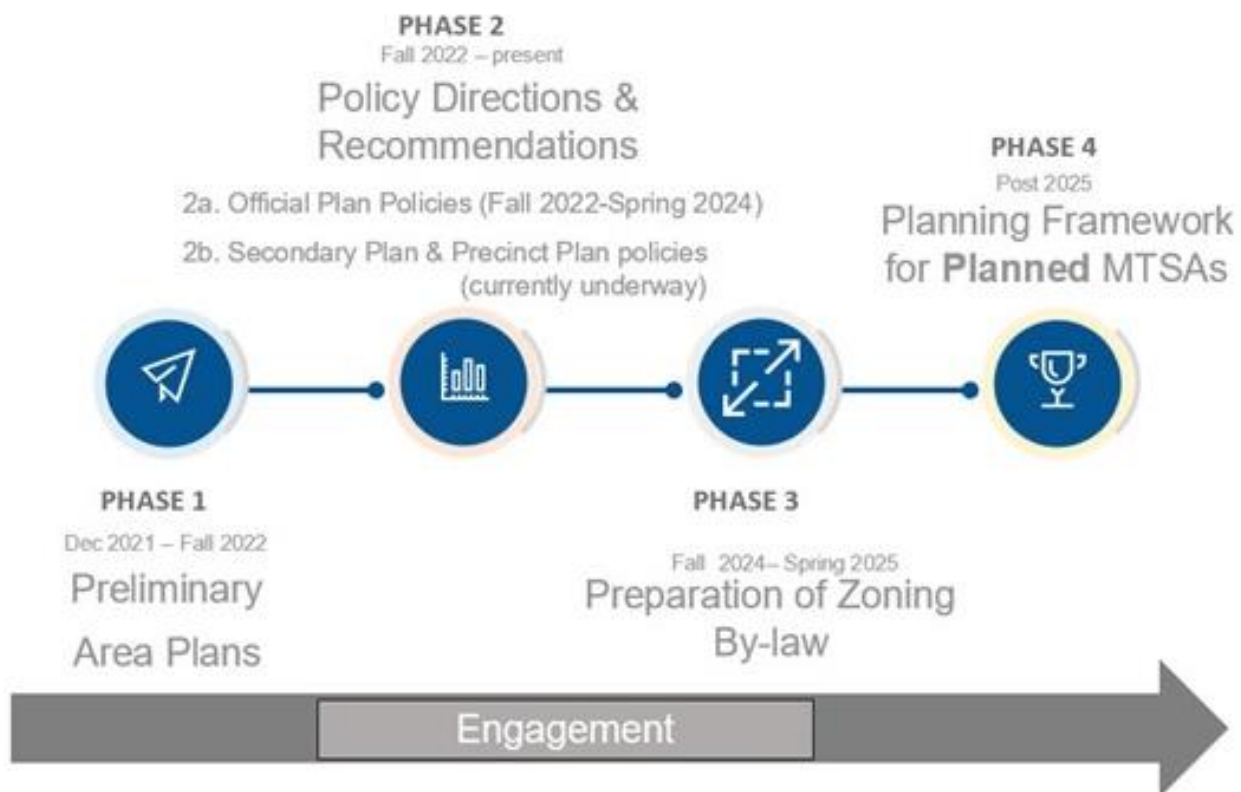 PHASE 1
Dec 2021 – Fall 2022
Preliminary
Area Plans
PHASE 2
Fall 2022 – present
Policy Directions &
Recommendations
2a. Official Plan Policies (Fall 2022-Spring 2024)
2b. Secondary Plan & Precinct Plan policies
(currently underway)
PHASE 3
Fall 2024– Spring 2025
Preparation of Zoning
By-law
PHASE 4
Post 2025
Planning Framework
for Planned MTSAs
Engagement